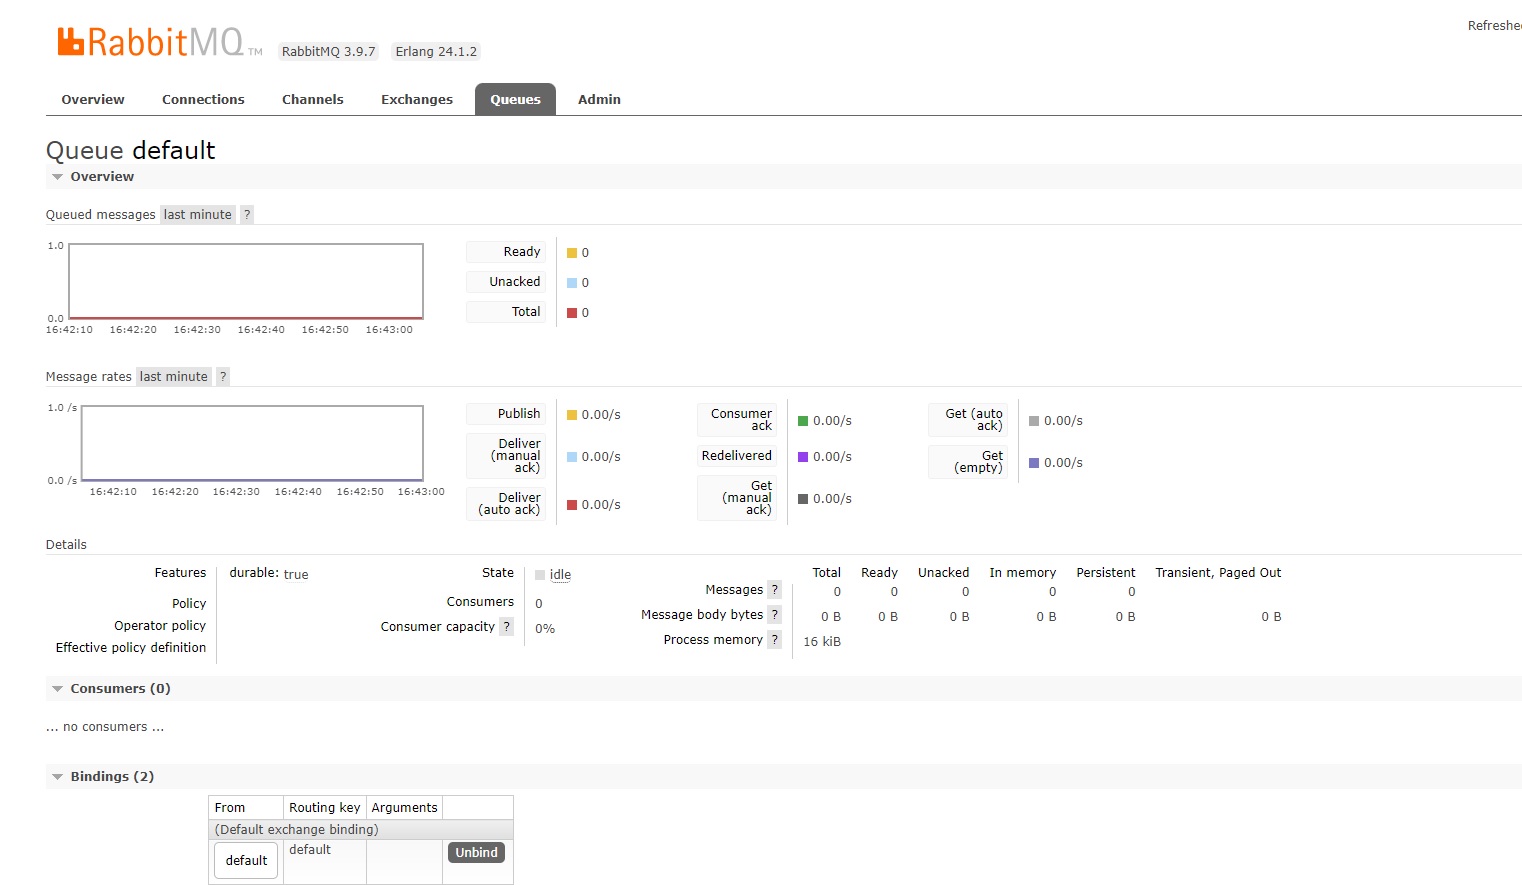 Refreshe
RabbitMQ TM RabbitMQ 3.9.7 Erlang 24.1.2
Overview Connections Channels Exchanges Queues Admin
Queue default
Overview
Queued messages last minute ?
1.0
0.0
16:42:10 16:42:20 16:42:30 16:42:40 16:42:50 16:43:00
Ready 0
Unacked 0
Total 0
Message rates last minute ?
1.0 /s
0.0 /s
16:42:10 16:42:20 16:42:30 16:42:40 16:42:50 16:43:00
Publish 0.00/s
Deliver
(manual 0.00/s
ack)
Deliver
(auto ack) 0.00/s
Consumer
ack 0.00/s
Redelivered 0.00/s
Get
(manual 0.00/s
ack)
Get (auto
ack) 0.00/s
Get
(empty) 0.00/s
Details
Features durable: true
Policy
Operator policy
Effective policy definition
State idle
Consumers 0
Consumer capacity ? 0%
Total Ready Unacked In memory Persistent Transient, Paged Out
Messages ? 0 0 0 0 0
Message body bytes ? 0 B 0 B 0 B 0 B 0 B 0 B
Process memory ? 16 kiB
Consumers (0)
... no consumers ...
Bindings (2)
From Routing key Arguments
(Default exchange binding)
default default Unbind